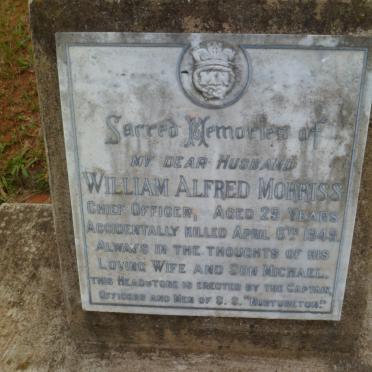 Sacred Memories of
MY DEAR HUSBAND
WILLIAM ALFRED MORRISS
CHIEF OFFICER, AGED 25 YEARS
ACCIDENTALLY KILLED APRIL 6TH 1945.
ALWAYS IN THE THOUGHTS OF HIS
LOVING WIFE AND SON MICHAEL.
THIS HEADSTONE IS ERECTED BY THE CAPTAIN,
OFFICERS AND MEN OF S. S.